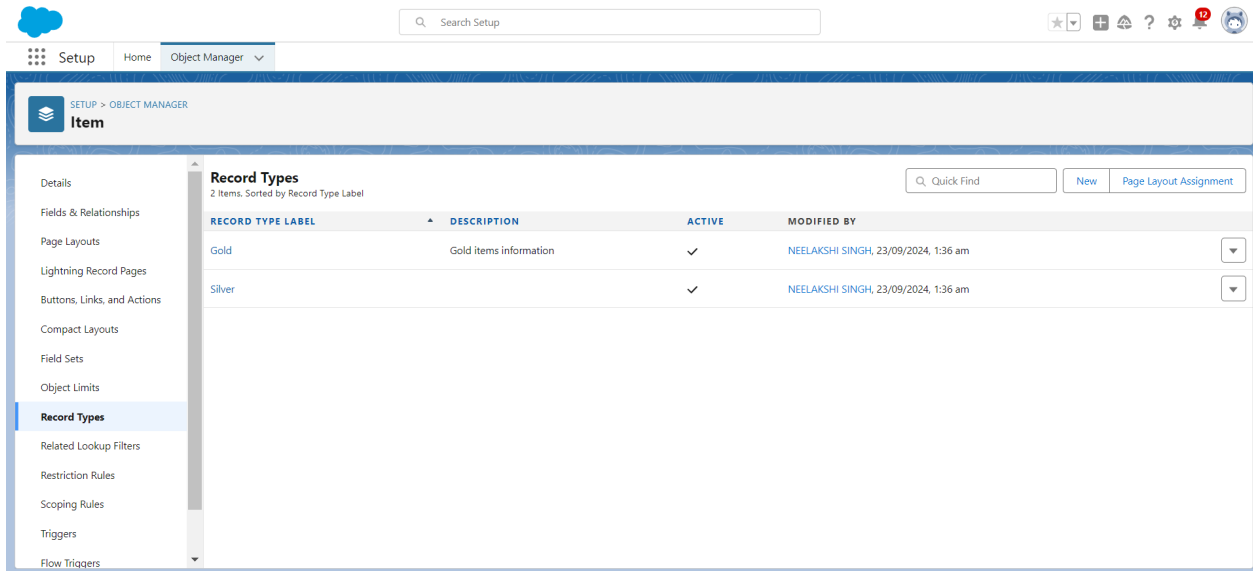 Search Setup
12
Setup
Home
Object Manager
SETUP > OBJECT MANAGER
Item
Details
Fields & Relationships
Page Layouts
Lightning Record Pages
Buttons, Links, and Actions
Compact Layouts
Field Sets
Object Limits
Record Types
Related Lookup Filters
Restriction Rules
Scoping Rules
Triggers
Flow Triggers
Record Types
2 Items, Sorted by Record Type Label
Quick Find
New
Page Layout Assignment
RECORD TYPE LABEL DESCRIPTION ACTIVE MODIFIED BY
Gold Gold items information NEELAKSHI SINGH, 23/09/2024, 1:36 am
Silver NEELAKSHI SINGH, 23/09/2024, 1:36 am